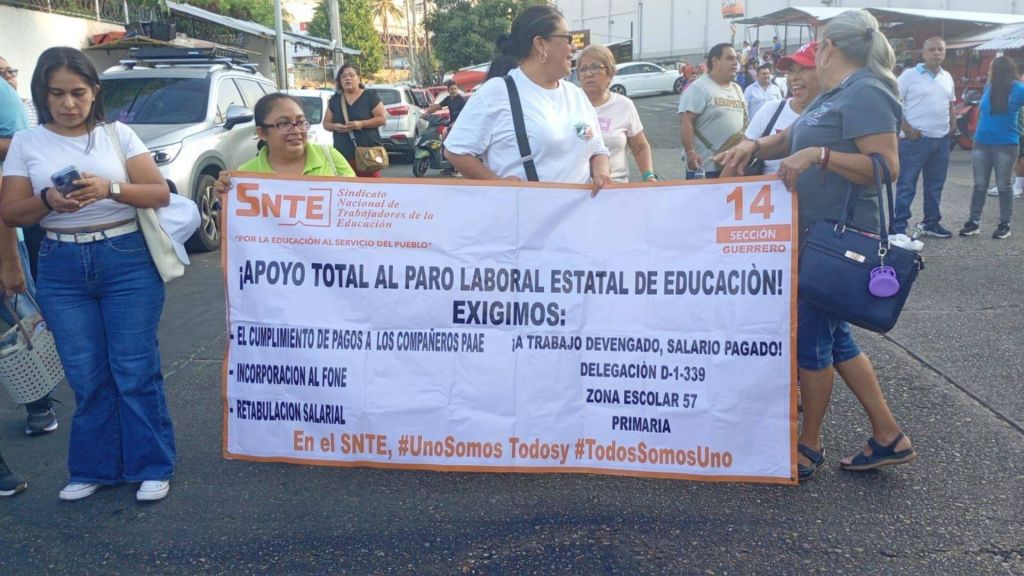 SNTE
Sindicato
Nacional de
Trabajadores de la
Educación
14
SECCIÓN
GUERRERO
"POR LA EDUCACIÓN AL SERVICIO DEL PUEBLO"
¡APOYO TOTAL AL PARO LABORAL ESTATAL DE EDUCACIÒN!
EXIGIMOS:
- EL CUMPLIMIENTO DE PAGOS A LOS COMPAÑEROS PAAE
- INCORPORACION AL FONE
- RETABULACION SALARIAL
¡A TRABAJO DEVENGADO, SALARIO PAGADO!
DELEGACIÒN D-1-339
ZONA ESCOLAR 57
PRIMARIA
En el SNTE, #UnoSomos Todosy #TodosSomosUno